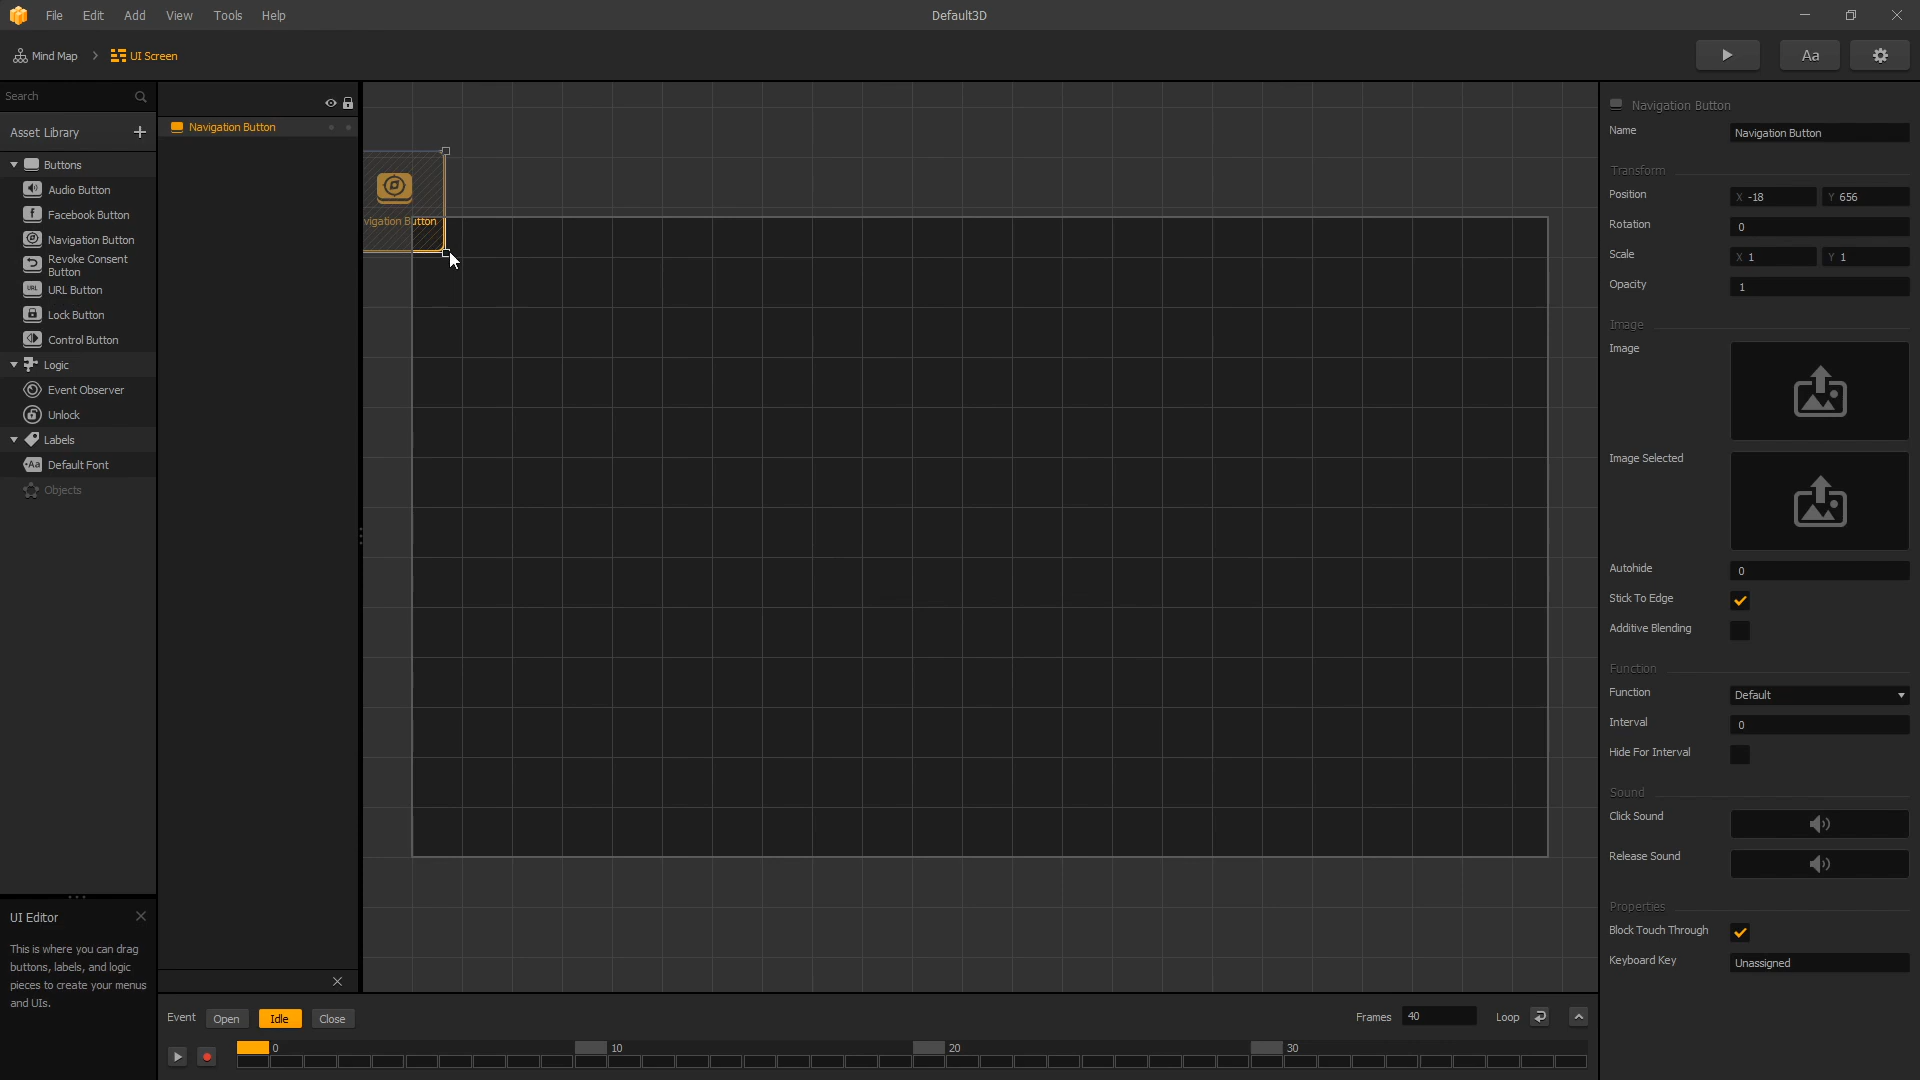 File Edit Add View Tools Help
Default3D
Mind Map
UI Screen
Aa
Search
Asset Library
Buttons
Audio Button
Facebook Button
Navigation Button
Revoke Consent
Button
URL
URL Button
Lock Button
Control Button
Logic
Event Observer
Unlock
Labels
Aa
Default Font
Objects
UI Editor
This is where you can drag
buttons, labels, and logic
pieces to create your menus
and UIs.
Navigation Button
vigation Button
Event
Open
Idle
Close
Frames
40
Loop
0
10
20
30
Navigation Button
Name
Navigation Button
Transform
Position
X -18
Y 656
Rotation
0
Scale
X 1
Y 1
Opacity
1
Image
Image
Image Selected
Autohide
0
Stick To Edge
Additive Blending
Function
Function
Default
Interval
0
Hide For Interval
Sound
Click Sound
Release Sound
Properties
Block Touch Through
Keyboard Key
Unassigned